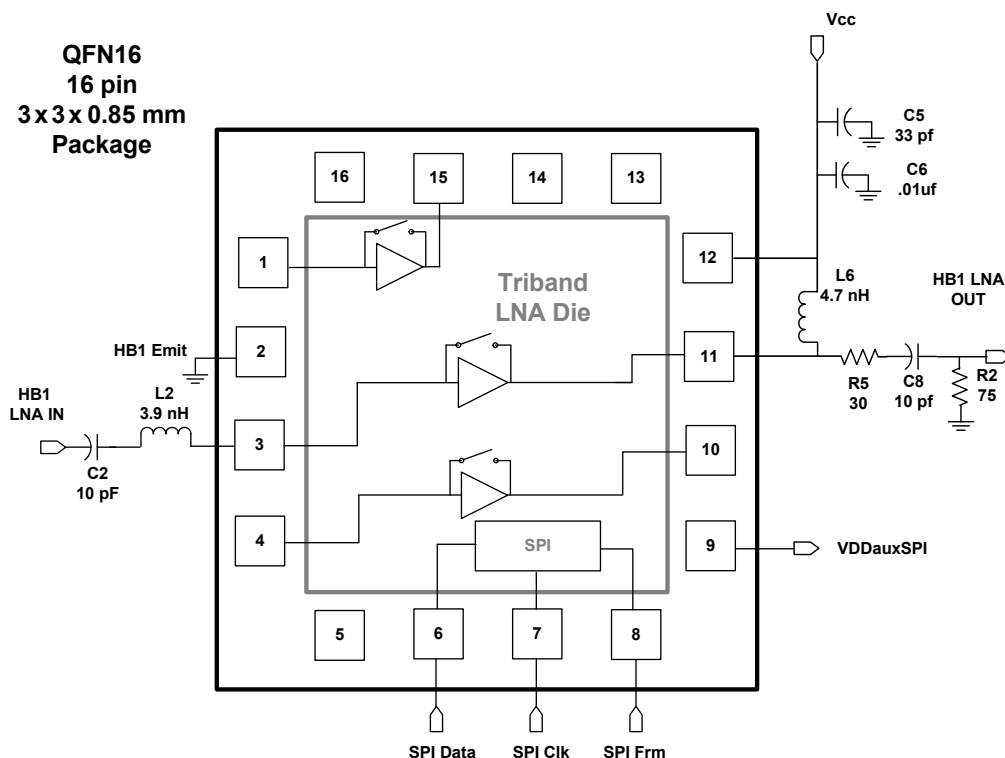 QFN16
16 pin
3 x 3 x 0.85 mm
Package
Vcc
C5
33 pf
C6
.01uf
16
15
14
13
1
12
Triband
LNA Die
L6
4.7 nH
HB1 LNA
OUT
HB1 Emit
2
11
R5
30
C8
10 pf
R2
75
HB1
LNA IN
L2
3.9 nH
3
C2
10 pF
10
4
SPI
9
VDDauxSPI
5
6
7
8
SPI Data
SPI Clk
SPI Frm